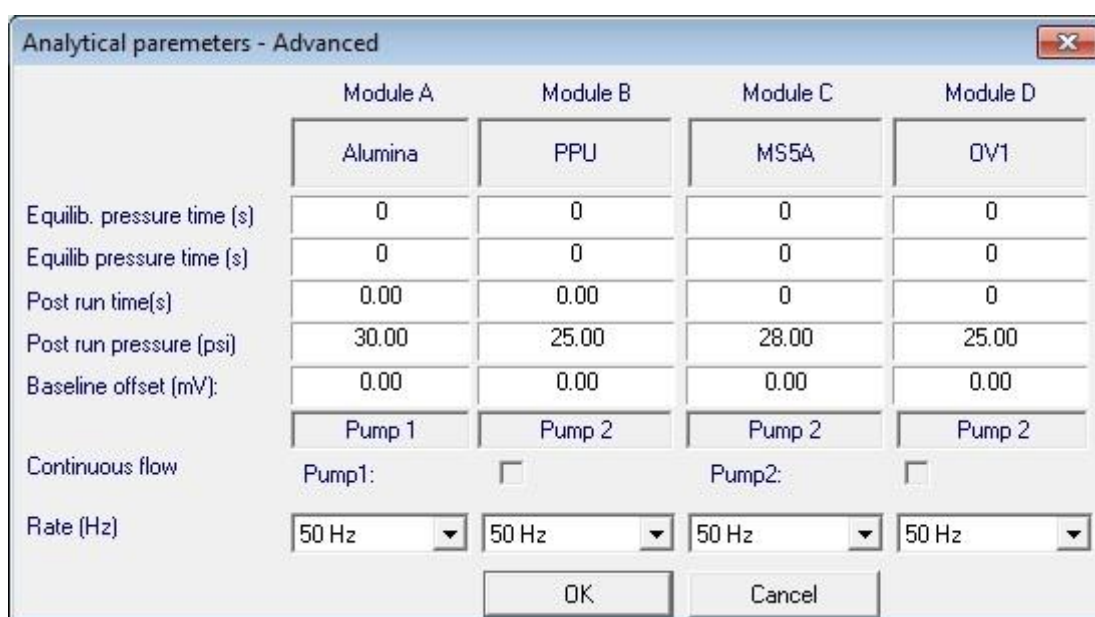 Analytical paremeters - Advanced
Module A Module B Module C Module D
Alumina PPU MS5A OV1
Equilib. pressure time (s) 0 0 0 0
Equilib pressure time (s) 0 0 0 0
Post run time(s) 0.00 0.00 0 0
Post run pressure (psi) 30.00 25.00 28.00 25.00
Baseline offset (mV): 0.00 0.00 0.00 0.00
Pump 1 Pump 2 Pump 2 Pump 2
Continuous flow Pump1: Pump2:
Rate (Hz) 50 Hz 50 Hz 50 Hz 50 Hz
OK Cancel